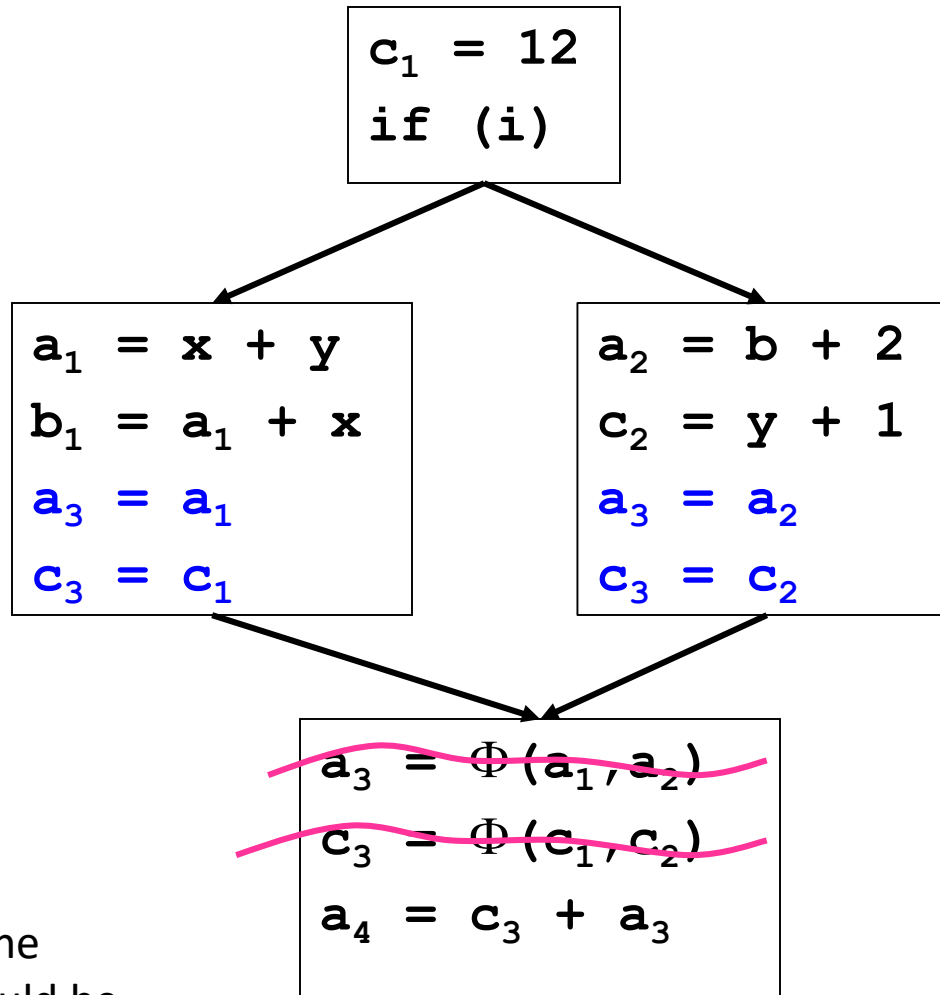 c₁ = 12
if (i)
a₁ = x + y
b₁ = a₁ + x
a₃ = a₁
c₃ = c₁
a₂ = b + 2
c₂ = y + 1
a₃ = a₂
c₃ = c₂
a₃ = Φ(a₁,a₂)
c₃ = Φ(c₁,c₂)
a₄ = c₃ + a₃